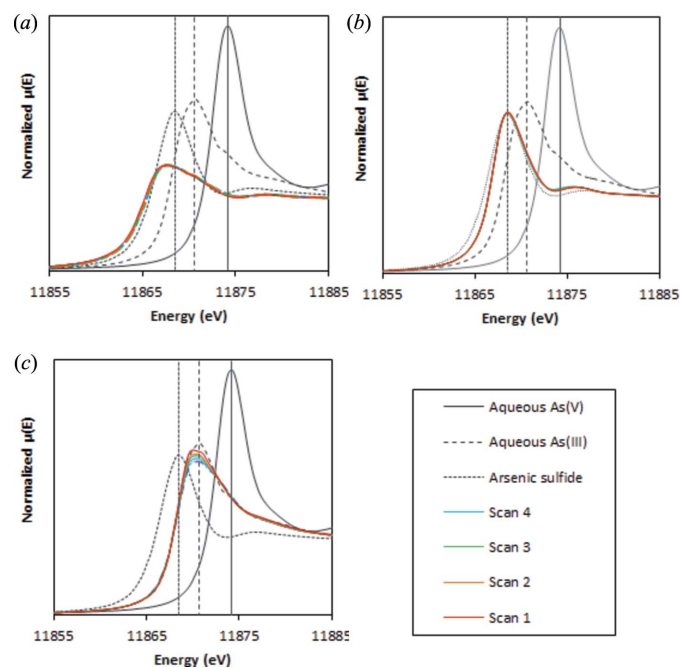 (a)
Normalized μ(E)
11855 11865 11875 11885
Energy (eV)
(b)
Normalized μ(E)
11855 11865 11875 11885
Energy (eV)
(c)
Normalized μ(E)
11855 11865 11875 11885
Energy (eV)
Aqueous As(V)
Aqueous As(III)
Arsenic sulfide
Scan 4
Scan 3
Scan 2
Scan 1